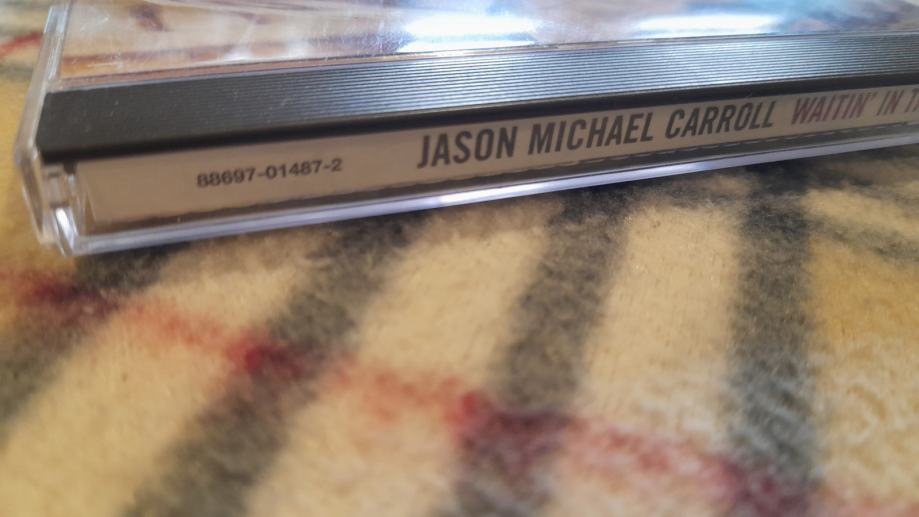 88697-01487-2 JASON MICHAEL CARROLL WAITIN' IN